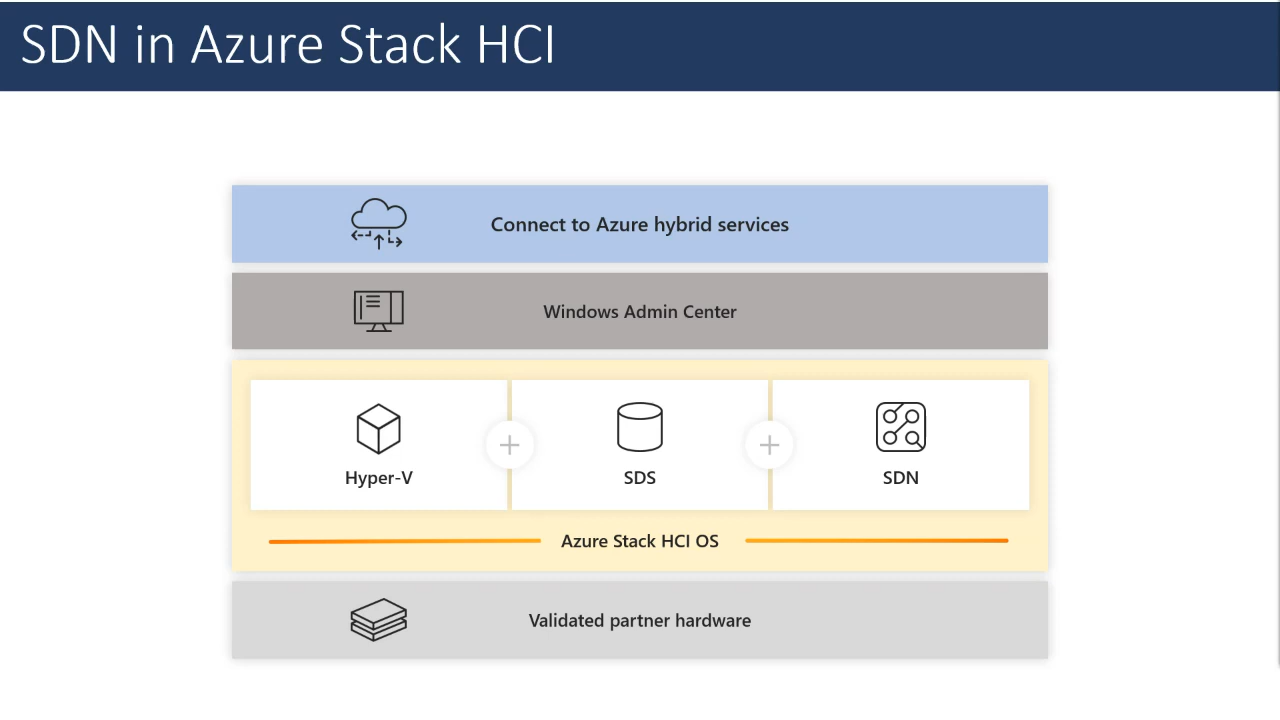 SDN in Azure Stack HCI
Connect to Azure hybrid services
Windows Admin Center
Hyper-V
SDS
SDN
Azure Stack HCI OS
Validated partner hardware